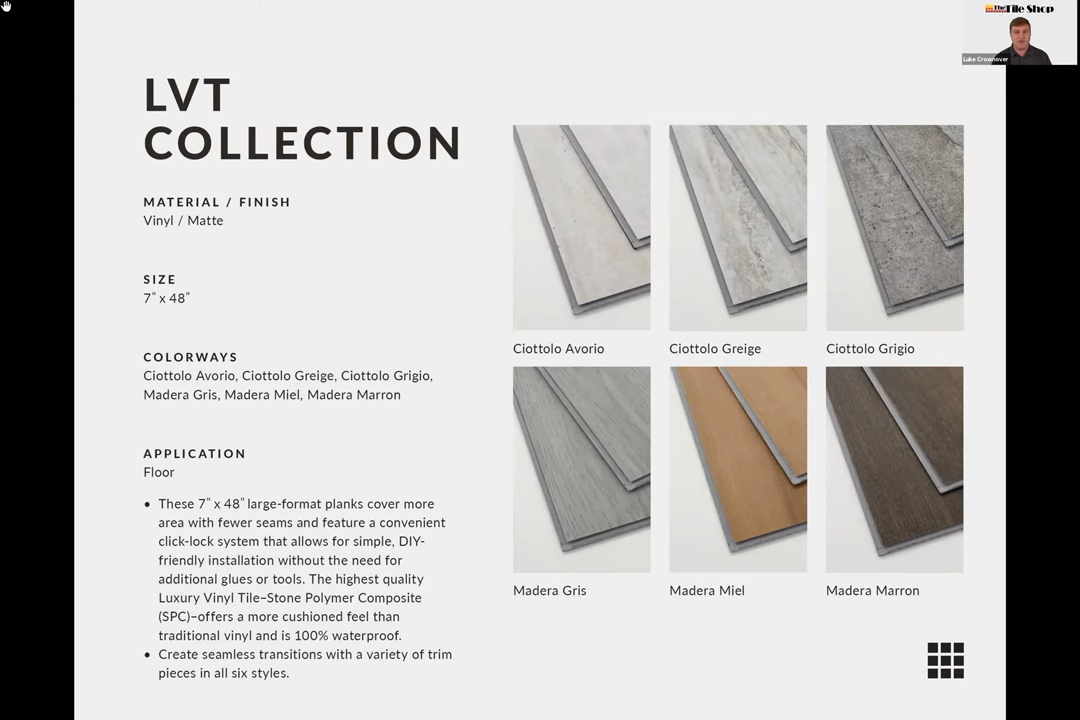 The Tile Shop
Luke Crownover
LVT
COLLECTION
MATERIAL / FINISH
Vinyl / Matte
SIZE
7” x 48”
COLORWAYS
Ciottolo Avorio, Ciottolo Greige, Ciottolo Grigio,
Madera Gris, Madera Miel, Madera Marron
APPLICATION
Floor
• These 7” x 48” large-format planks cover more
area with fewer seams and feature a convenient
click-lock system that allows for simple, DIY-
friendly installation without the need for
additional glues or tools. The highest quality
Luxury Vinyl Tile–Stone Polymer Composite
(SPC)–offers a more cushioned feel than
traditional vinyl and is 100% waterproof.
• Create seamless transitions with a variety of trim
pieces in all six styles.
Ciottolo Avorio
Ciottolo Greige
Ciottolo Grigio
Madera Gris
Madera Miel
Madera Marron